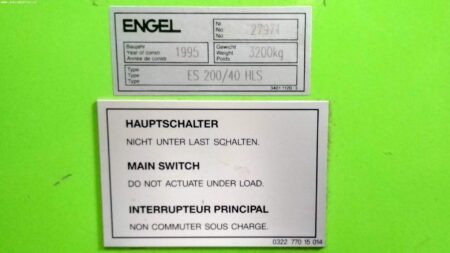 ENGEL
Nr
No
No
Baujahr
Year of constr.
Année de constr.
1995
Gewicht
Weight
Poids
3200kg
Type
Type
Type
ES 200/40 HLS
HAUPTSCHALTER
NICHT UNTER LAST SCHALTEN.
MAIN SWITCH
DO NOT ACTUATE UNDER LOAD.
INTERRUPTEUR PRINCIPAL
NON COMMUTER SOUS CHARGE.
0322 770 15 014